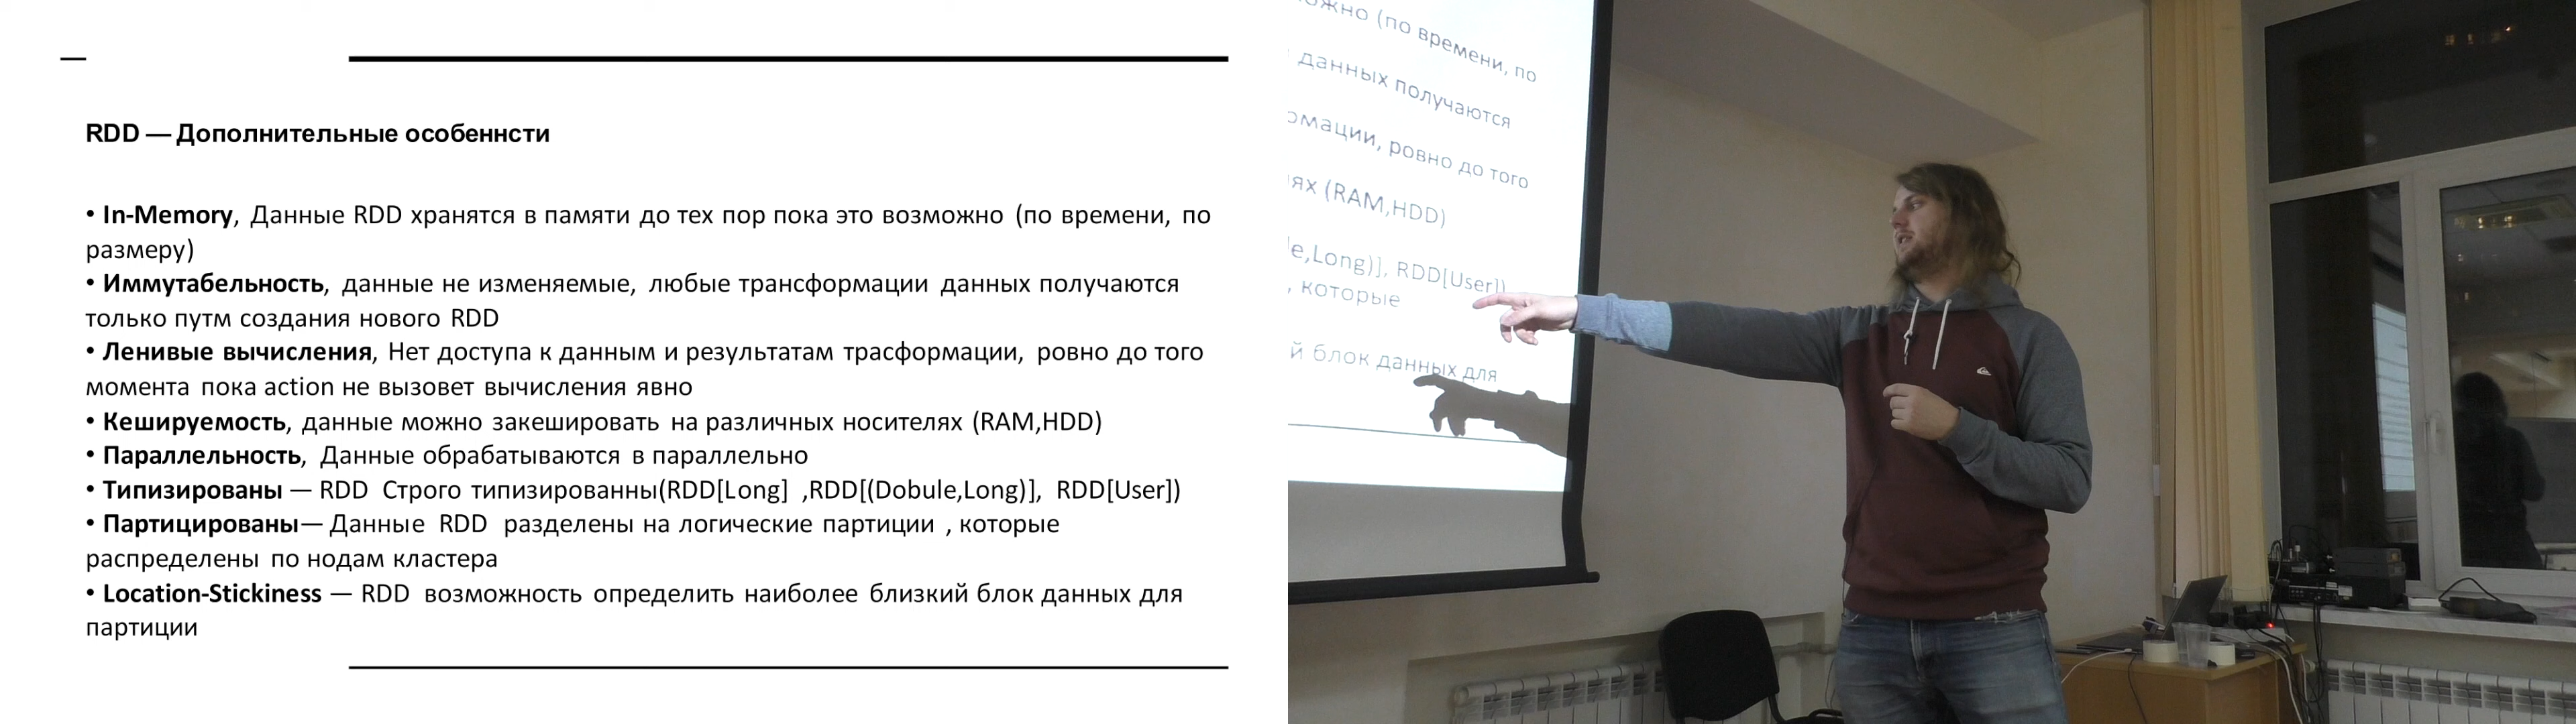 RDD — Дополнительные особеннсти
• In-Memory, Данные RDD хранятся в памяти до тех пор пока это возможно (по времени, по
размеру)
• Иммутабельность, данные не изменяемые, любые трансформации данных получаются
только путм создания нового RDD
• Ленивые вычисления, Нет доступа к данным и результатам трасформации, ровно до того
момента пока action не вызовет вычисления явно
• Кешируемость, данные можно закешировать на различных носителях (RAM,HDD)
• Параллельность, Данные обрабатываются в параллельно
• Типизированы — RDD Строго типизированны(RDD[Long] ,RDD[(Dobule,Long)], RDD[User])
• Партицированы— Данные RDD разделены на логические партиции , которые
распределены по нодам кластера
• Location-Stickiness — RDD возможность определить наиболее близкий блок данных для
партиции
ожно (по времени, по
данных получаются
омации, ровно до того
ях (RAM,HDD)
le,Long)], RDD[User])
, которые
й блок данных для